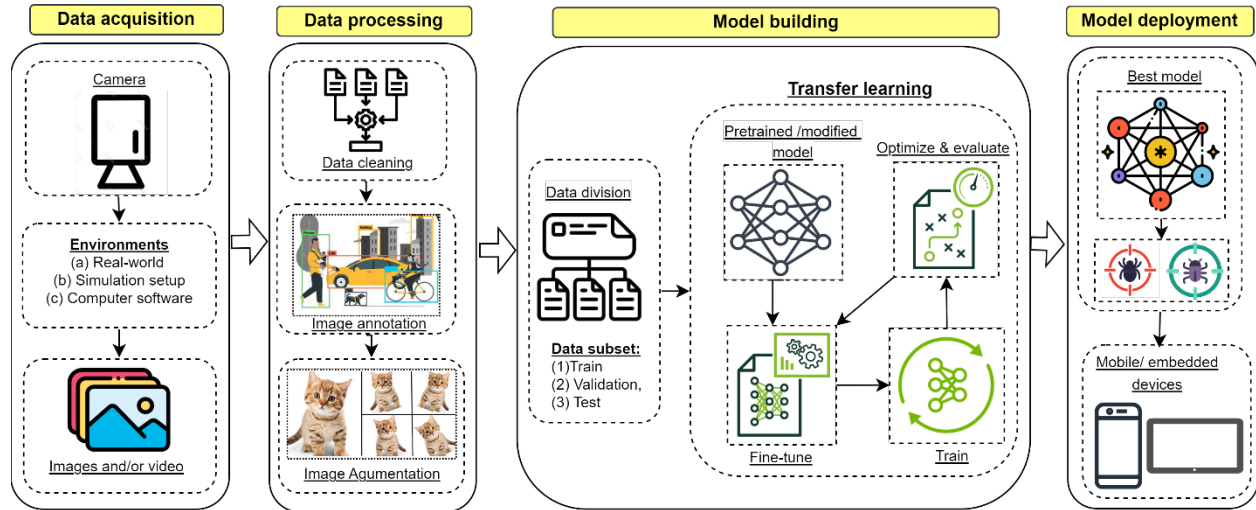 Data acquisition
Camera
Environments
(a) Real-world
(b) Simulation setup
(c) Computer software
Images and/or video
Data processing
Data cleaning
Image annotation
Image Agumentation
Model building
Data division
Data subset:
(1)Train
(2) Validation,
(3) Test
Transfer learning
Pretrained /modified
model
Optimize & evaluate
Fine-tune
Train
Model deployment
Best model
Mobile/ embedded
devices